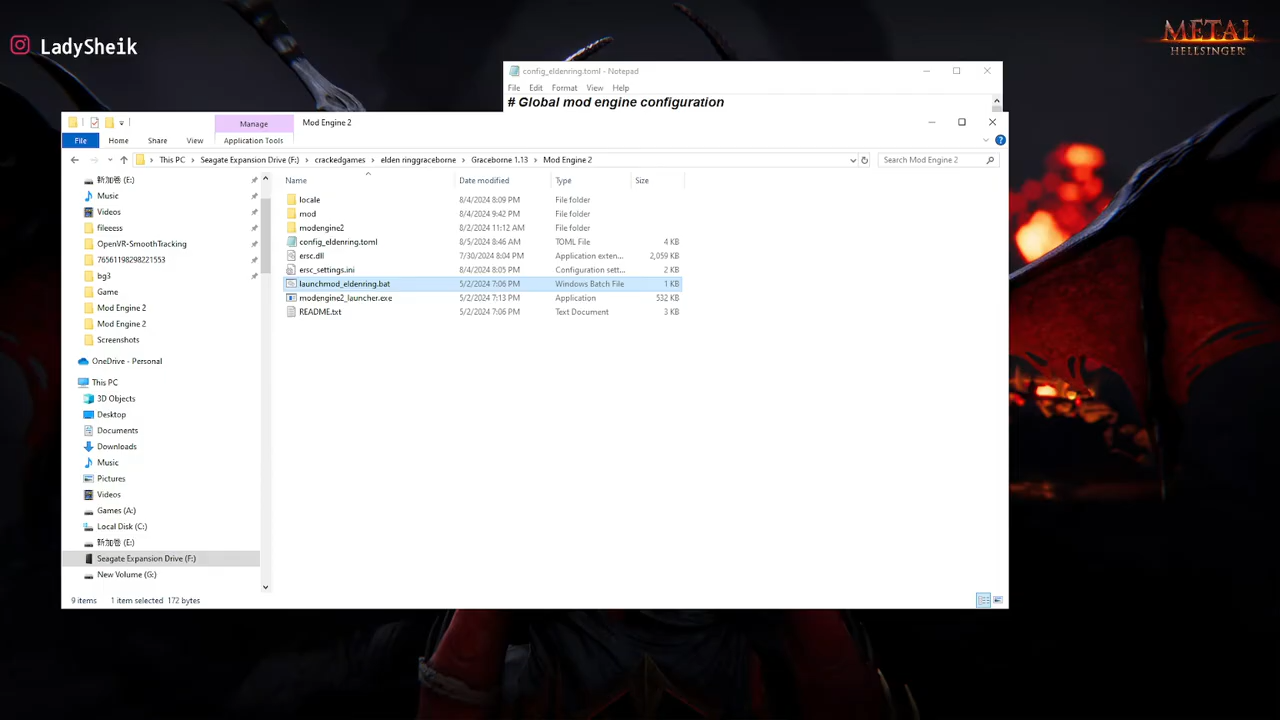 LadySheik
METAL
HELLSINGER
config_eldenring.toml - Notepad
File Edit Format View Help
# Global mod engine configuration
Manage
Mod Engine 2
File Home Share View Application Tools
This PC Seagate Expansion Drive (F:) crackedgames elden ringgraceborne Graceborne 1.13 Mod Engine 2
Search Mod Engine 2
Name Date modified Type Size
locale 8/4/2024 8:09 PM File folder
mod 8/4/2024 9:42 PM File folder
modengine2 8/2/2024 11:12 AM File folder
config_eldenring.toml 8/5/2024 8:46 AM TOML File 4 KB
ersc.dll 7/30/2024 8:04 PM Application exten... 2,059 KB
ersc_settings.ini 8/4/2024 8:05 PM Configuration sett... 2 KB
launchmod_eldenring.bat 5/2/2024 7:06 PM Windows Batch File 1 KB
modengine2_launcher.exe 5/2/2024 7:13 PM Application 532 KB
README.txt 5/2/2024 7:06 PM Text Document 3 KB
新加卷 (E:)
Music
Videos
fileeess
OpenVR-SmoothTracking
76561198298221553
bg3
Game
Mod Engine 2
Mod Engine 2
Screenshots
OneDrive - Personal
This PC
3D Objects
Desktop
Documents
Downloads
Music
Pictures
Videos
Games (A:)
Local Disk (C:)
新加卷 (E:)
Seagate Expansion Drive (F:)
New Volume (G:)
9 items 1 item selected 172 bytes